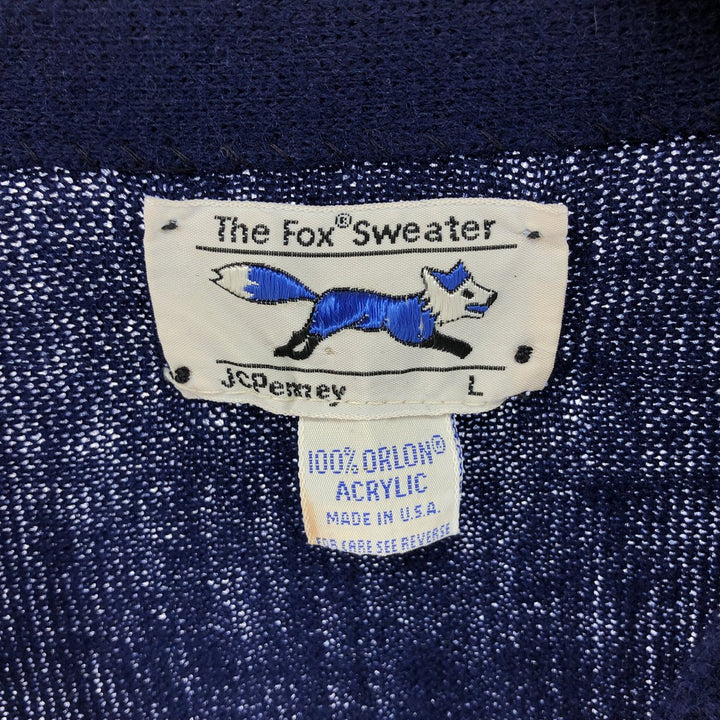 The Fox® Sweater
JCPenney L
100% ORLON®
ACRYLIC
MADE IN U.S.A.
FOR CARE SEE REVERSE